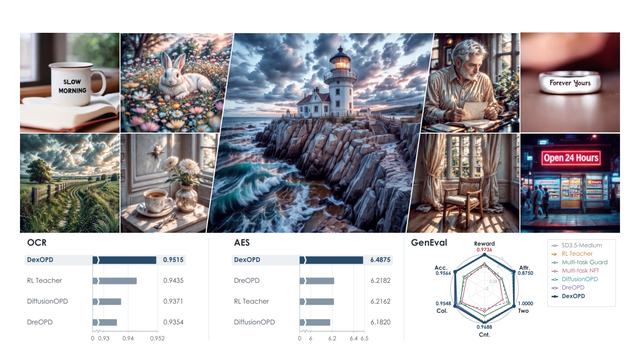 SLOW
MORNING
Forever Yours
Open 24 Hours
OCR
DexOPD 0.9515
RL Teacher 0.9435
DiffusionOPD 0.9371
DreOPD 0.9354
0 0.93 0.94 0.952
AES
DexOPD 6.4875
DreOPD 6.2182
RL Teacher 6.2162
DiffusionOPD 6.1820
0 6 6.2 6.4 6.5
GenEval
Reward
0.9736
Acc.
0.9566
Attr.
0.8750
0.9548
Col.
1.0000
Two
0.9688
Cnt.
SD3.5-Medium
RL Teacher
Multi-task Guard
Multi-task NFT
DiffusionOPD
DreOPD
DexOPD